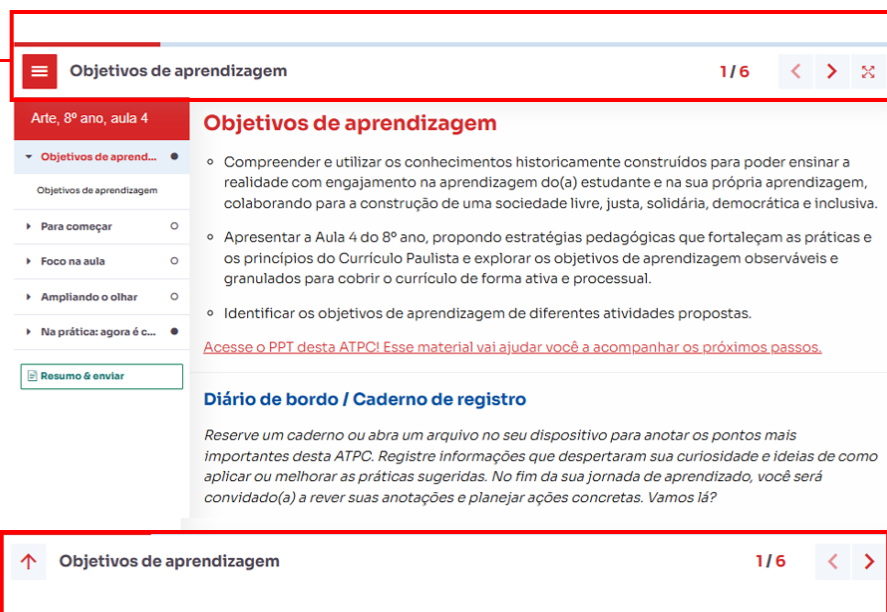 Objetivos de aprendizagem
1 / 6
Arte, 8º ano, aula 4
Objetivos de aprend...
Objetivos de aprendizagem
Para começar
Foco na aula
Ampliando o olhar
Na prática: agora é c...
Resumo & enviar
Objetivos de aprendizagem
Compreender e utilizar os conhecimentos historicamente construídos para poder ensinar a
realidade com engajamento na aprendizagem do(a) estudante e na sua própria aprendizagem,
colaborando para a construção de uma sociedade livre, justa, solidária, democrática e inclusiva.
Apresentar a Aula 4 do 8º ano, propondo estratégias pedagógicas que fortaleçam as práticas e
os princípios do Currículo Paulista e explorar os objetivos de aprendizagem observáveis e
granulados para cobrir o currículo de forma ativa e processual.
Identificar os objetivos de aprendizagem de diferentes atividades propostas.
Acesse o PPT desta ATPC! Esse material vai ajudar você a acompanhar os próximos passos.
Diário de bordo / Caderno de registro
Reserve um caderno ou abra um arquivo no seu dispositivo para anotar os pontos mais
importantes desta ATPC. Registre informações que despertaram sua curiosidade e ideias de como
aplicar ou melhorar as práticas sugeridas. No fim da sua jornada de aprendizado, você será
convidado(a) a rever suas anotações e planejar ações concretas. Vamos lá?
Objetivos de aprendizagem
1 / 6